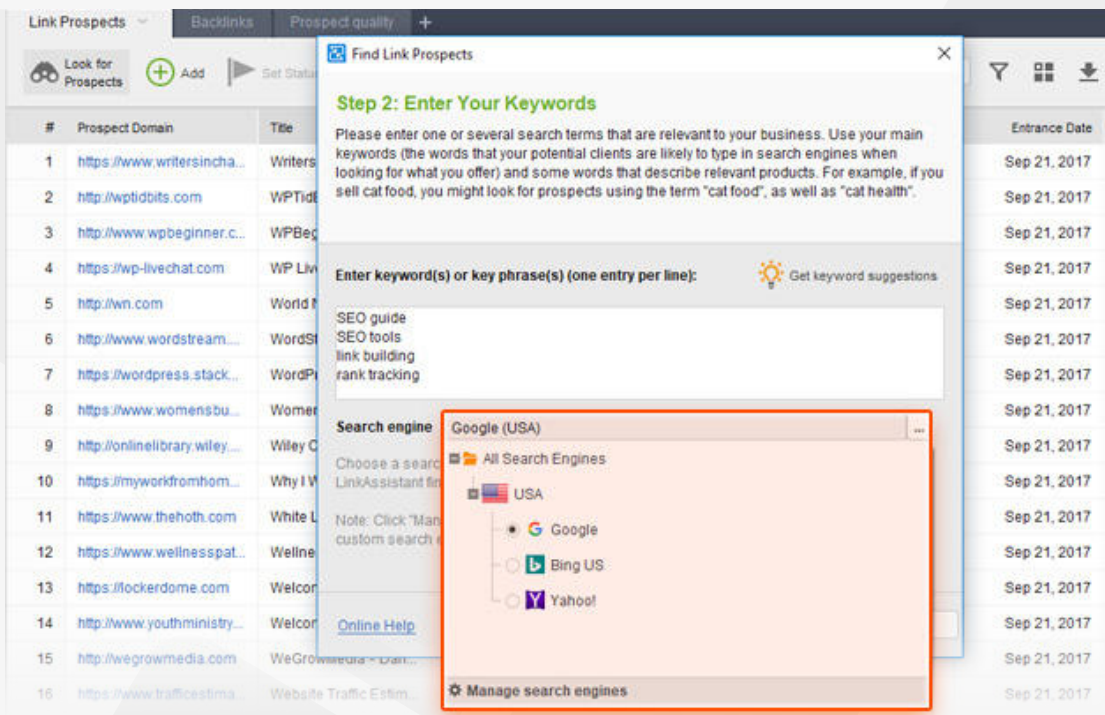 Link Prospects
Backlinks
Prospect quality
+
Look for
Prospects
Add
Set
Find Link Prospects
Step 2: Enter Your Keywords
Please enter one or several search terms that are relevant to your business. Use your main
keywords (the words that your potential clients are likely to type in search engines when
looking for what you offer) and some words that describe relevant products. For example, if you
sell cat food, you might look for prospects using the term "cat food", as well as "cat health".
Enter keyword(s) or key phrase(s) (one entry per line):
Get keyword suggestions
SEO guide
SEO tools
link building
rank tracking
Search engine
Google (USA)
...
All Search Engines
USA
Google
Bing US
Yahoo!
Manage search engines
Choose a
LinkAssistant
Note: Click
custom search
Online Help
# Prospect Domain Title Entrance Date
1 https://www.writersincha... Writers Sep 21, 2017
2 http://wptidbits.com Sep 21, 2017
3 http://www.wpbeginner.c... Sep 21, 2017
4 https://wp-livechat.com WP Sep 21, 2017
5 http://wn.com World Sep 21, 2017
6 http://www.wordstream.... Sep 21, 2017
7 https://wordpress.stack... Sep 21, 2017
8 https://www.womensbu... Sep 21, 2017
9 http://onlinelibrary.wiley.... Wiley Sep 21, 2017
10 https://myworkfromhom... Why I Sep 21, 2017
11 https://www.thehoth.com White Sep 21, 2017
12 https://www.wellnesspat... Sep 21, 2017
13 https://lockerdome.com Sep 21, 2017
14 http://www.youthministry... Sep 21, 2017
15 http://wegrowmedia.com WeGrowMedia - Dan... Sep 21, 2017
16 https://www.trafficestima... Website Traffic Estim... Sep 21, 2017